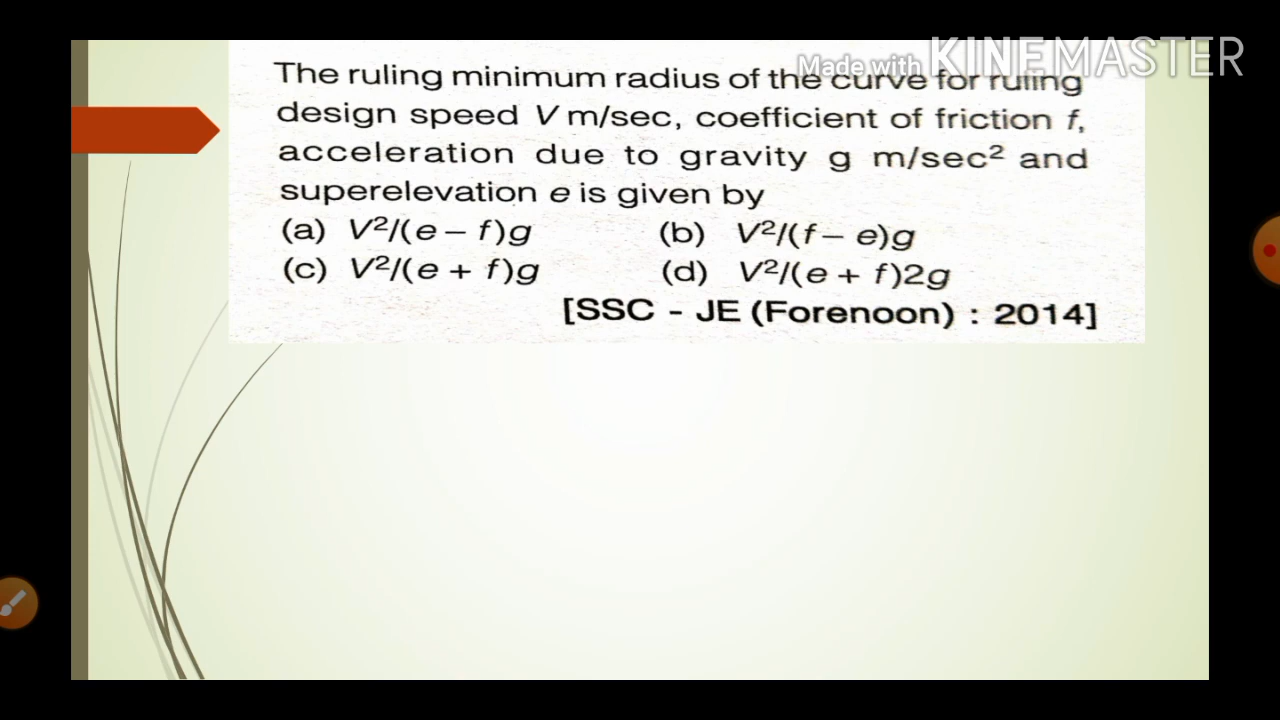 Made with KINEMASTER
The ruling minimum radius of the curve for ruling
design speed V m/sec, coefficient of friction f,
acceleration due to gravity g m/sec² and
superelevation e is given by
(a) V²/(e – f)g (b) V²/(f – e)g
(c) V²/(e + f)g (d) V²/(e + f)2g
[SSC - JE (Forenoon) : 2014]